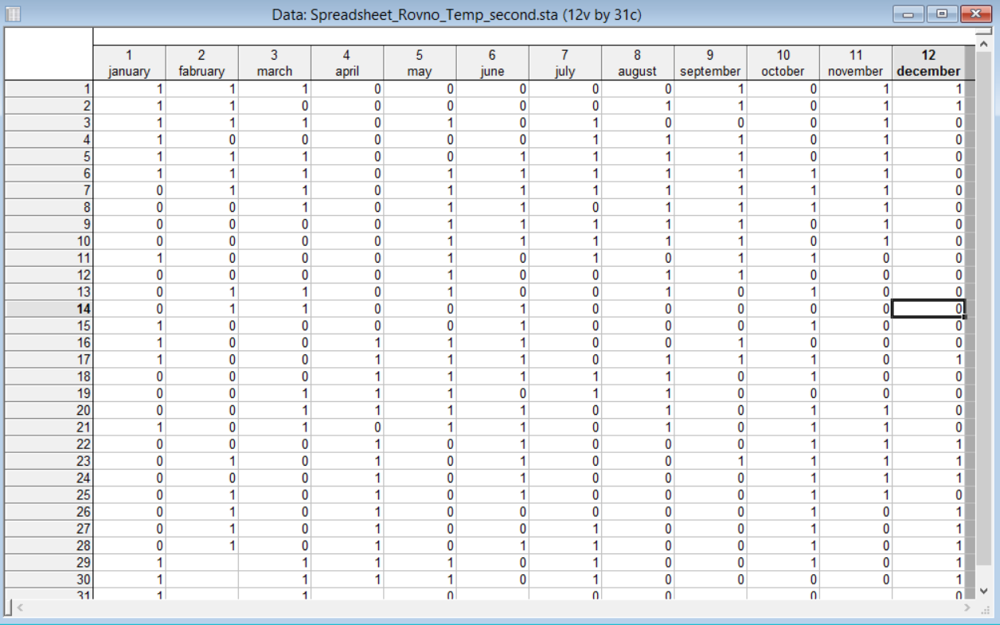 Data: Spreadsheet_Rovno_Temp_second.sta (12v by 31c)
1 2 3 4 5 6 7 8 9 10 11 12
january fabruary march april may june july august september october november december
1 1 1 1 0 0 0 0 0 1 0 1 1
2 1 1 0 0 0 0 0 1 1 0 1 1
3 1 1 1 0 1 0 1 0 0 0 1 0
4 1 0 0 0 0 0 1 1 1 0 1 0
5 1 1 1 0 0 1 1 1 1 0 1 0
6 1 1 1 0 1 1 1 1 1 1 1 0
7 0 1 1 0 1 1 1 1 1 1 1 0
8 0 0 1 0 1 1 0 1 1 1 1 0
9 0 0 0 0 1 1 1 1 1 0 1 0
10 0 0 0 0 1 1 1 1 1 0 1 0
11 1 0 0 0 1 0 1 0 1 1 0 0
12 0 0 0 0 1 0 0 1 1 0 0 0
13 0 1 1 0 1 0 0 1 0 1 0 0
14 0 1 1 0 0 1 0 0 0 0 0 0
15 1 0 0 0 0 1 0 0 0 1 0 0
16 1 0 0 1 1 1 0 0 1 0 0 0
17 1 0 0 1 1 1 0 1 1 1 0 1
18 0 0 0 1 1 1 1 1 0 1 0 0
19 0 0 1 1 1 0 1 1 0 0 0 0
20 0 0 1 1 1 1 0 1 0 1 1 0
21 1 0 1 0 1 1 0 1 0 1 1 0
22 0 0 0 1 0 1 0 0 0 1 1 1
23 0 1 0 1 0 1 0 0 1 1 1 1
24 0 0 0 1 0 1 0 0 0 1 1 1
25 0 1 0 1 0 1 0 0 0 1 1 0
26 0 1 0 1 0 0 0 0 0 1 0 1
27 0 1 0 1 0 0 1 0 0 1 0 1
28 0 1 0 1 0 1 1 0 0 1 0 1
29 1 1 1 1 0 1 0 0 1 0 1
30 1 1 1 1 0 1 0 0 0 0 1
31 1 1 0 0 0 0 0